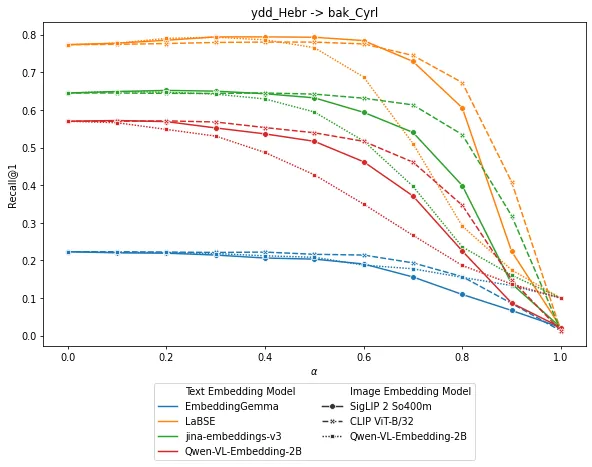 ydd_Hebr -> bak_Cyrl
Recall@1
0.8
0.7
0.6
0.5
0.4
0.3
0.2
0.1
0.0
0.0 0.2 0.4 0.6 0.8 1.0
α
Text Embedding Model Image Embedding Model
EmbeddingGemma SigLIP 2 So400m
LaBSE CLIP ViT-B/32
jina-embeddings-v3 Qwen-VL-Embedding-2B
Qwen-VL-Embedding-2B